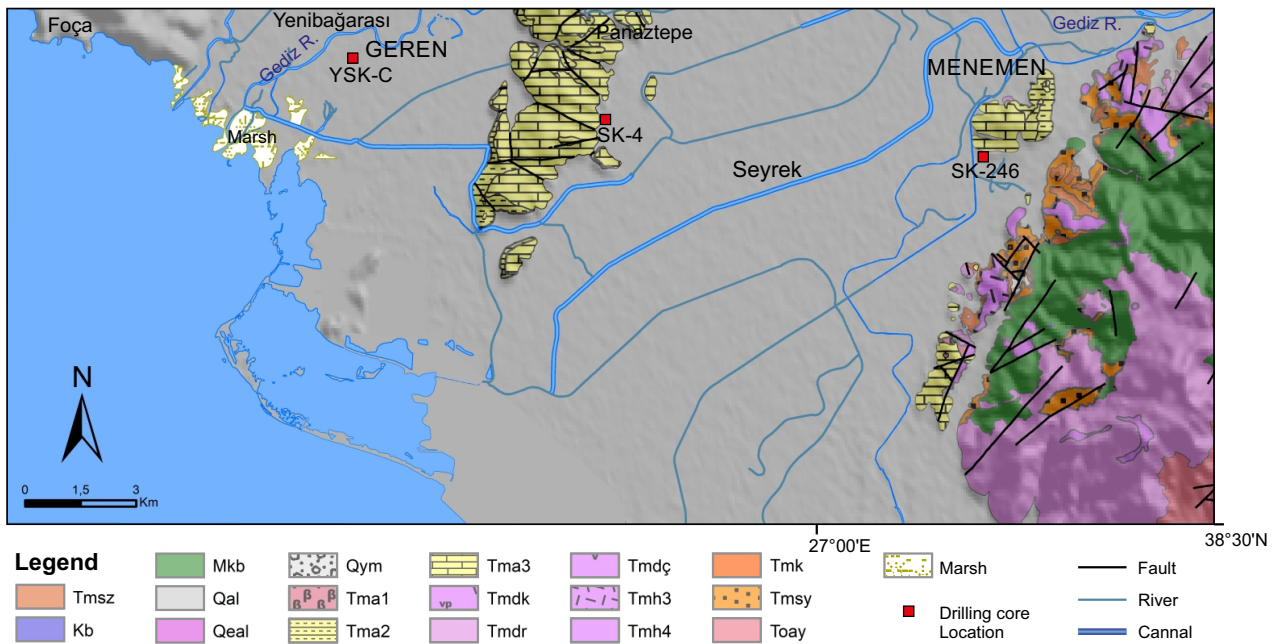 Foça
Yenibağarası
Gediz R.
GEREN
YSK-C
Panaztepe
Gediz R.
MENEMEN
Marsh
SK-4
Seyrek
SK-246
N
0 1,5 3
Km
27°00'E
38°30'N
Legend
Mkb
Qym
Tma3
Tmdç
Tmk
Marsh
Fault
Tmsz
Qal
β β β
Tma1
vp
Tmdk
Tmh3
Tmsy
Drilling core
Location
River
Kb
Qeal
Tma2
Tmdr
Tmh4
Toay
Cannal